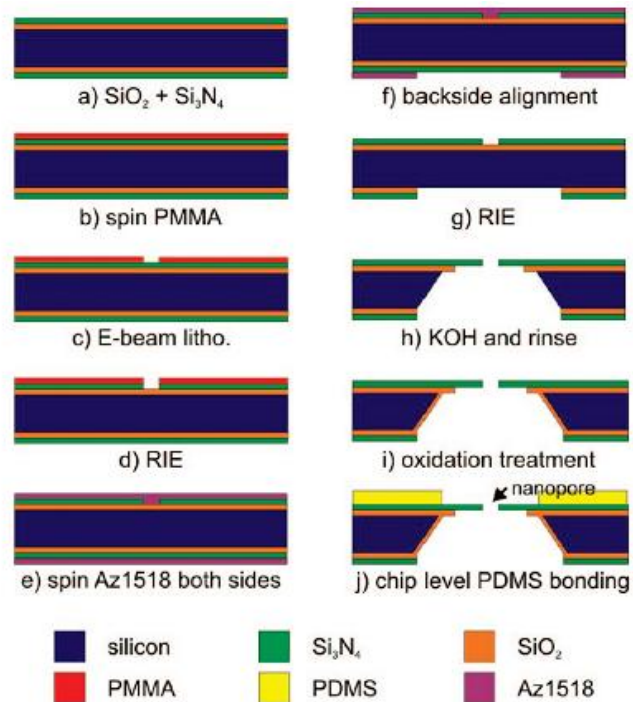 a) SiO₂ + Si₃N₄
b) spin PMMA
c) E-beam litho.
d) RIE
e) spin Az1518 both sides
f) backside alignment
g) RIE
h) KOH and rinse
i) oxidation treatment
nanopore
j) chip level PDMS bonding
silicon
Si₃N₄
SiO₂
PMMA
PDMS
Az1518